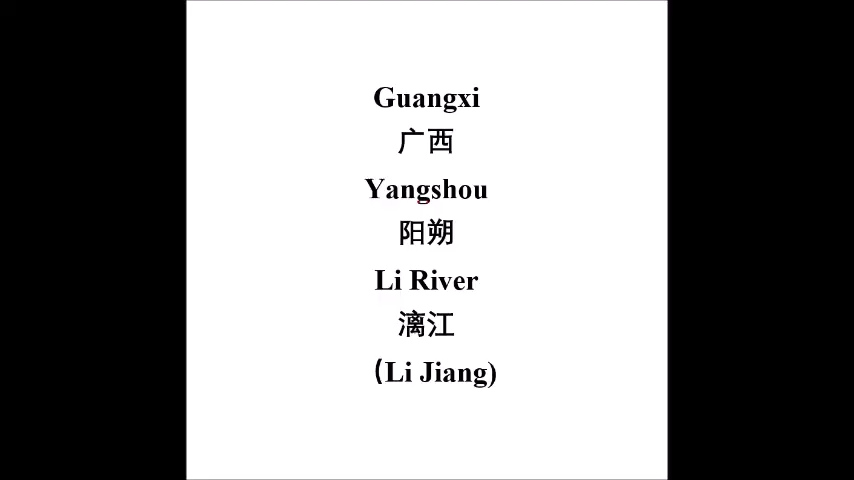 Guangxi
广西
Yangshou
阳朔
Li River
漓江
(Li Jiang)